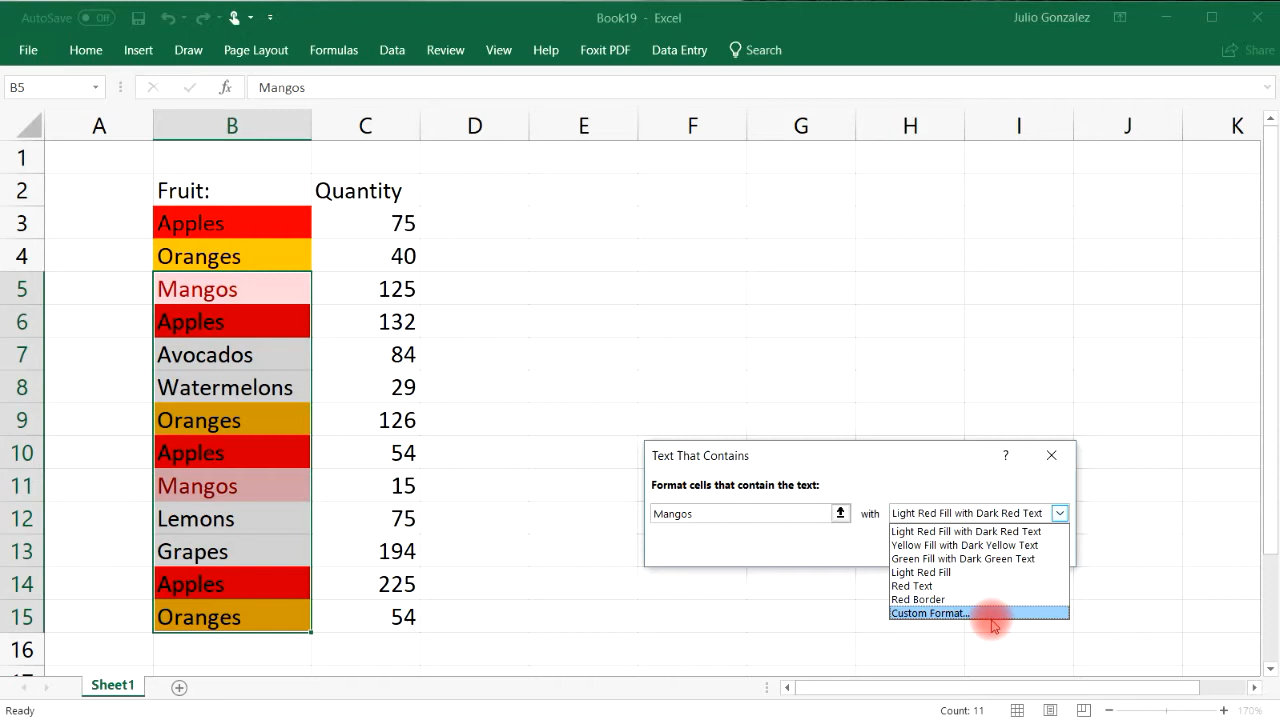 AutoSave Off Book19 - Excel Julio Gonzalez
File Home Insert Draw Page Layout Formulas Data Review View Help Foxit PDF Data Entry Search Share
B5 fx Mangos
A B C D E F G H I J K
1
2 Fruit: Quantity
3 Apples 75
4 Oranges 40
5 Mangos 125
6 Apples 132
7 Avocados 84
8 Watermelons 29
9 Oranges 126
10 Apples 54
11 Mangos 15
12 Lemons 75
13 Grapes 194
14 Apples 225
15 Oranges 54
16
Text That Contains ?
Format cells that contain the text:
Mangos with Light Red Fill with Dark Red Text
Light Red Fill with Dark Red Text
Yellow Fill with Dark Yellow Text
Green Fill with Dark Green Text
Light Red Fill
Red Text
Red Border
Custom Format...
Sheet1
Ready Count: 11 170%